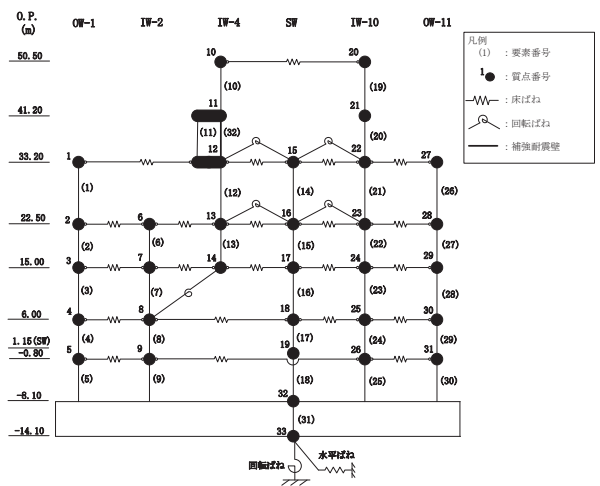 O.P.
(m)
OW-1 IW-2 IW-4 SW IW-10 OW-11
50.50
41.20
33.20
22.50
15.00
6.00
1.15(SW)
-0.80
-8.10
-14.10
凡例
(1) :要素番号
1 :質点番号
:床ばね
:回転ばね
:補強耐震壁
10 20
(10) (19)
11 21
(11) (32) (20)
1 12 15 22 27
(1) (12) (14) (21) (26)
2 6 13 16 23 28
(2) (6) (13) (15) (22) (27)
3 7 14 17 24 29
(3) (7) (16) (23) (28)
4 8 18 25 30
(4) (8) (17) (24) (29)
5 9 19 26 31
(5) (9) (18) (25) (30)
32
(31)
33
回転ばね 水平ばね